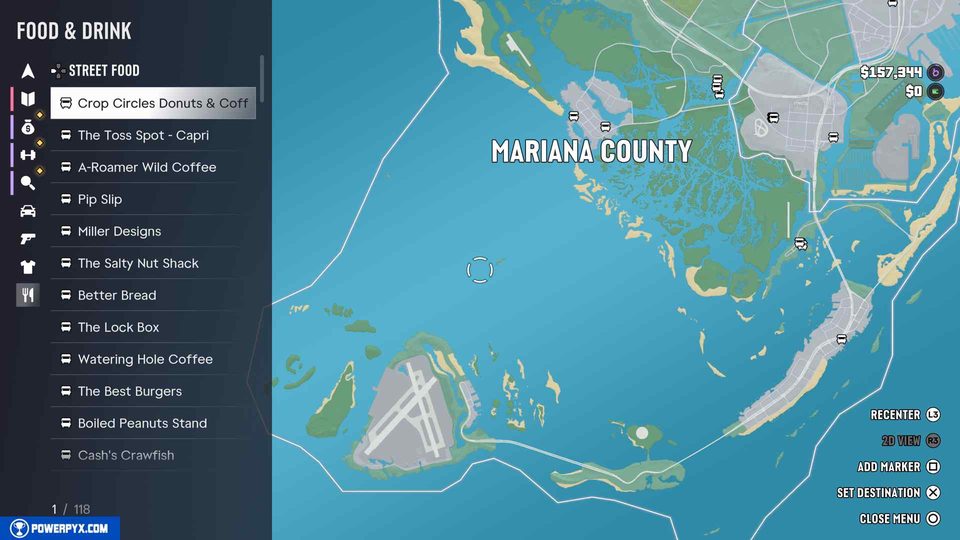 FOOD & DRINK
STREET FOOD
Crop Circles Donuts & Coff
The Toss Spot - Capri
A-Roamer Wild Coffee
Pip Slip
Miller Designs
The Salty Nut Shack
Better Bread
The Lock Box
Watering Hole Coffee
The Best Burgers
Boiled Peanuts Stand
Cash's Crawfish
1 / 118
POWERPYX.COM
MARIANA COUNTY
$157,344
$0
RECENTER L3
2D VIEW R3
ADD MARKER
SET DESTINATION
CLOSE MENU